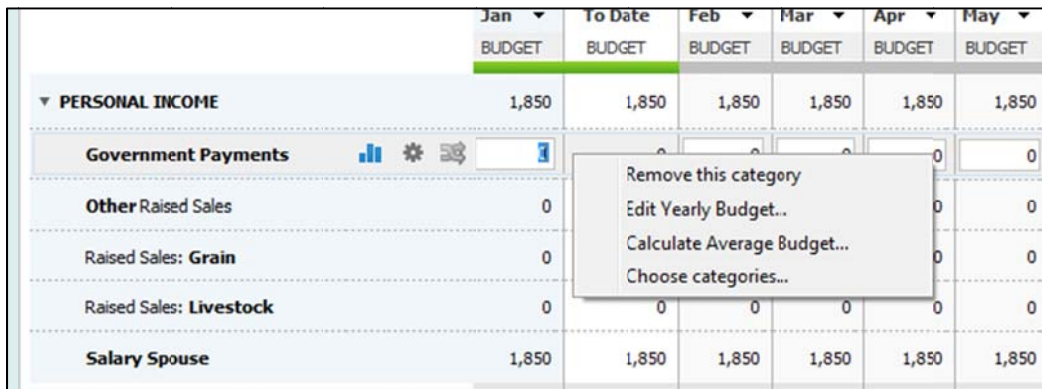 Jan To Date Feb Mar Apr May
BUDGET BUDGET BUDGET BUDGET BUDGET BUDGET
PERSONAL INCOME 1,850 1,850 1,850 1,850 1,850 1,850
Government Payments 0 0 0
Remove this category
Other Raised Sales 0 0
Edit Yearly Budget...
Calculate Average Budget...
Raised Sales: Grain 0 0
Choose categories...
Raised Sales: Livestock 0 0 0 0 0 0
Salary Spouse 1,850 1,850 1,850 1,850 1,850 1,850